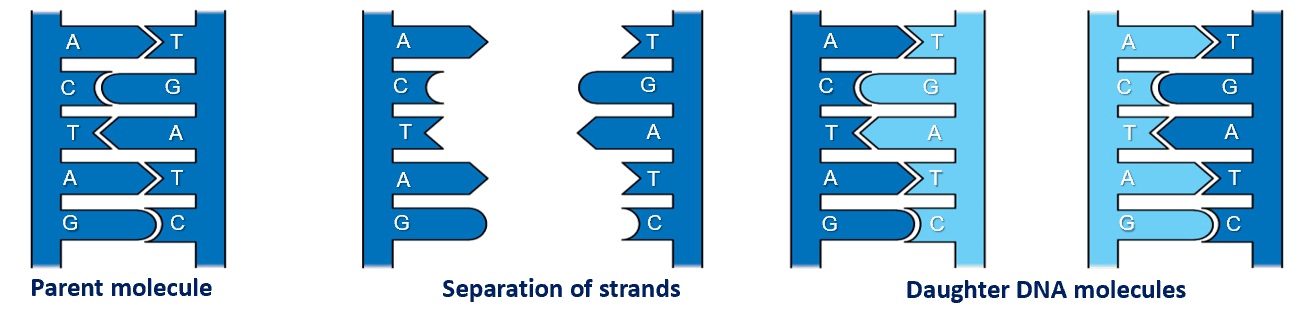 A T A T A T A T
C G C G C G C G
T A T A T A T A
A T A T A T A T
G C G C G C G C
Parent molecule Separation of strands Daughter DNA molecules